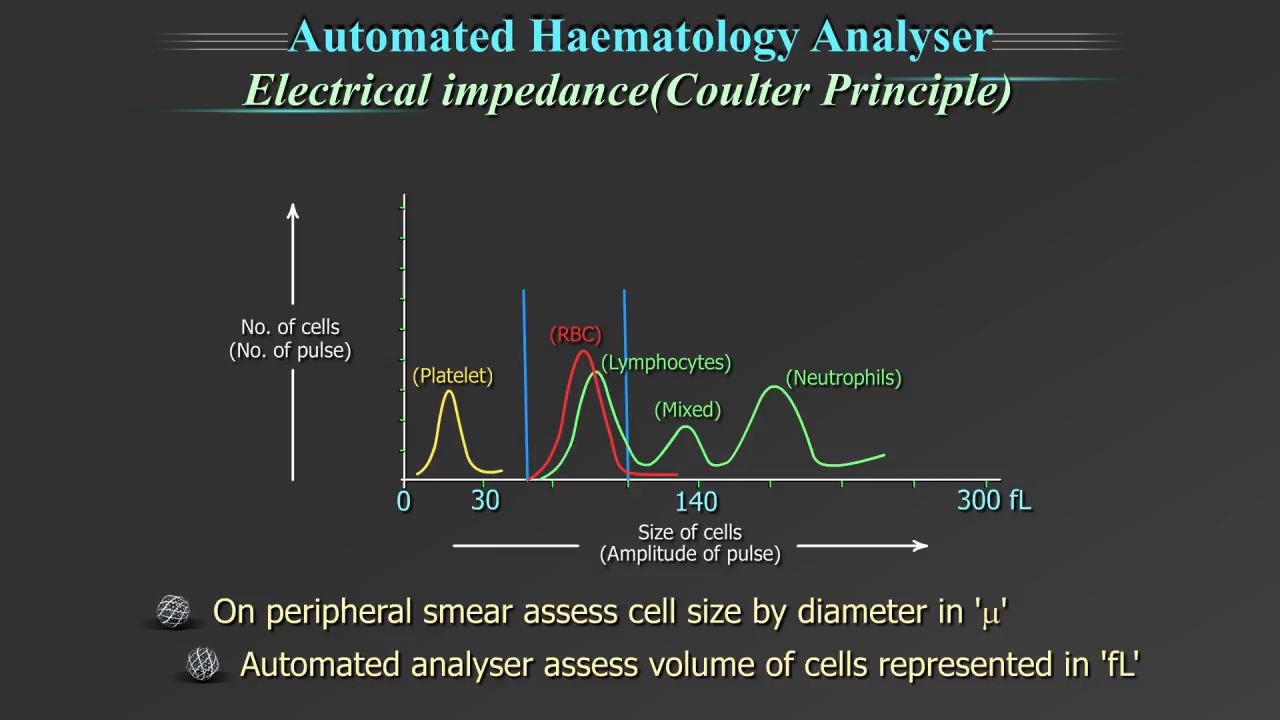 Automated Haematology Analyser
Electrical impedance(Coulter Principle)
No. of cells
(No. of pulse)
(Platelet)
(RBC)
(Lymphocytes)
(Mixed)
(Neutrophils)
0 30 140 300 fL
Size of cells
(Amplitude of pulse)
On peripheral smear assess cell size by diameter in 'μ'
Automated analyser assess volume of cells represented in 'fL'